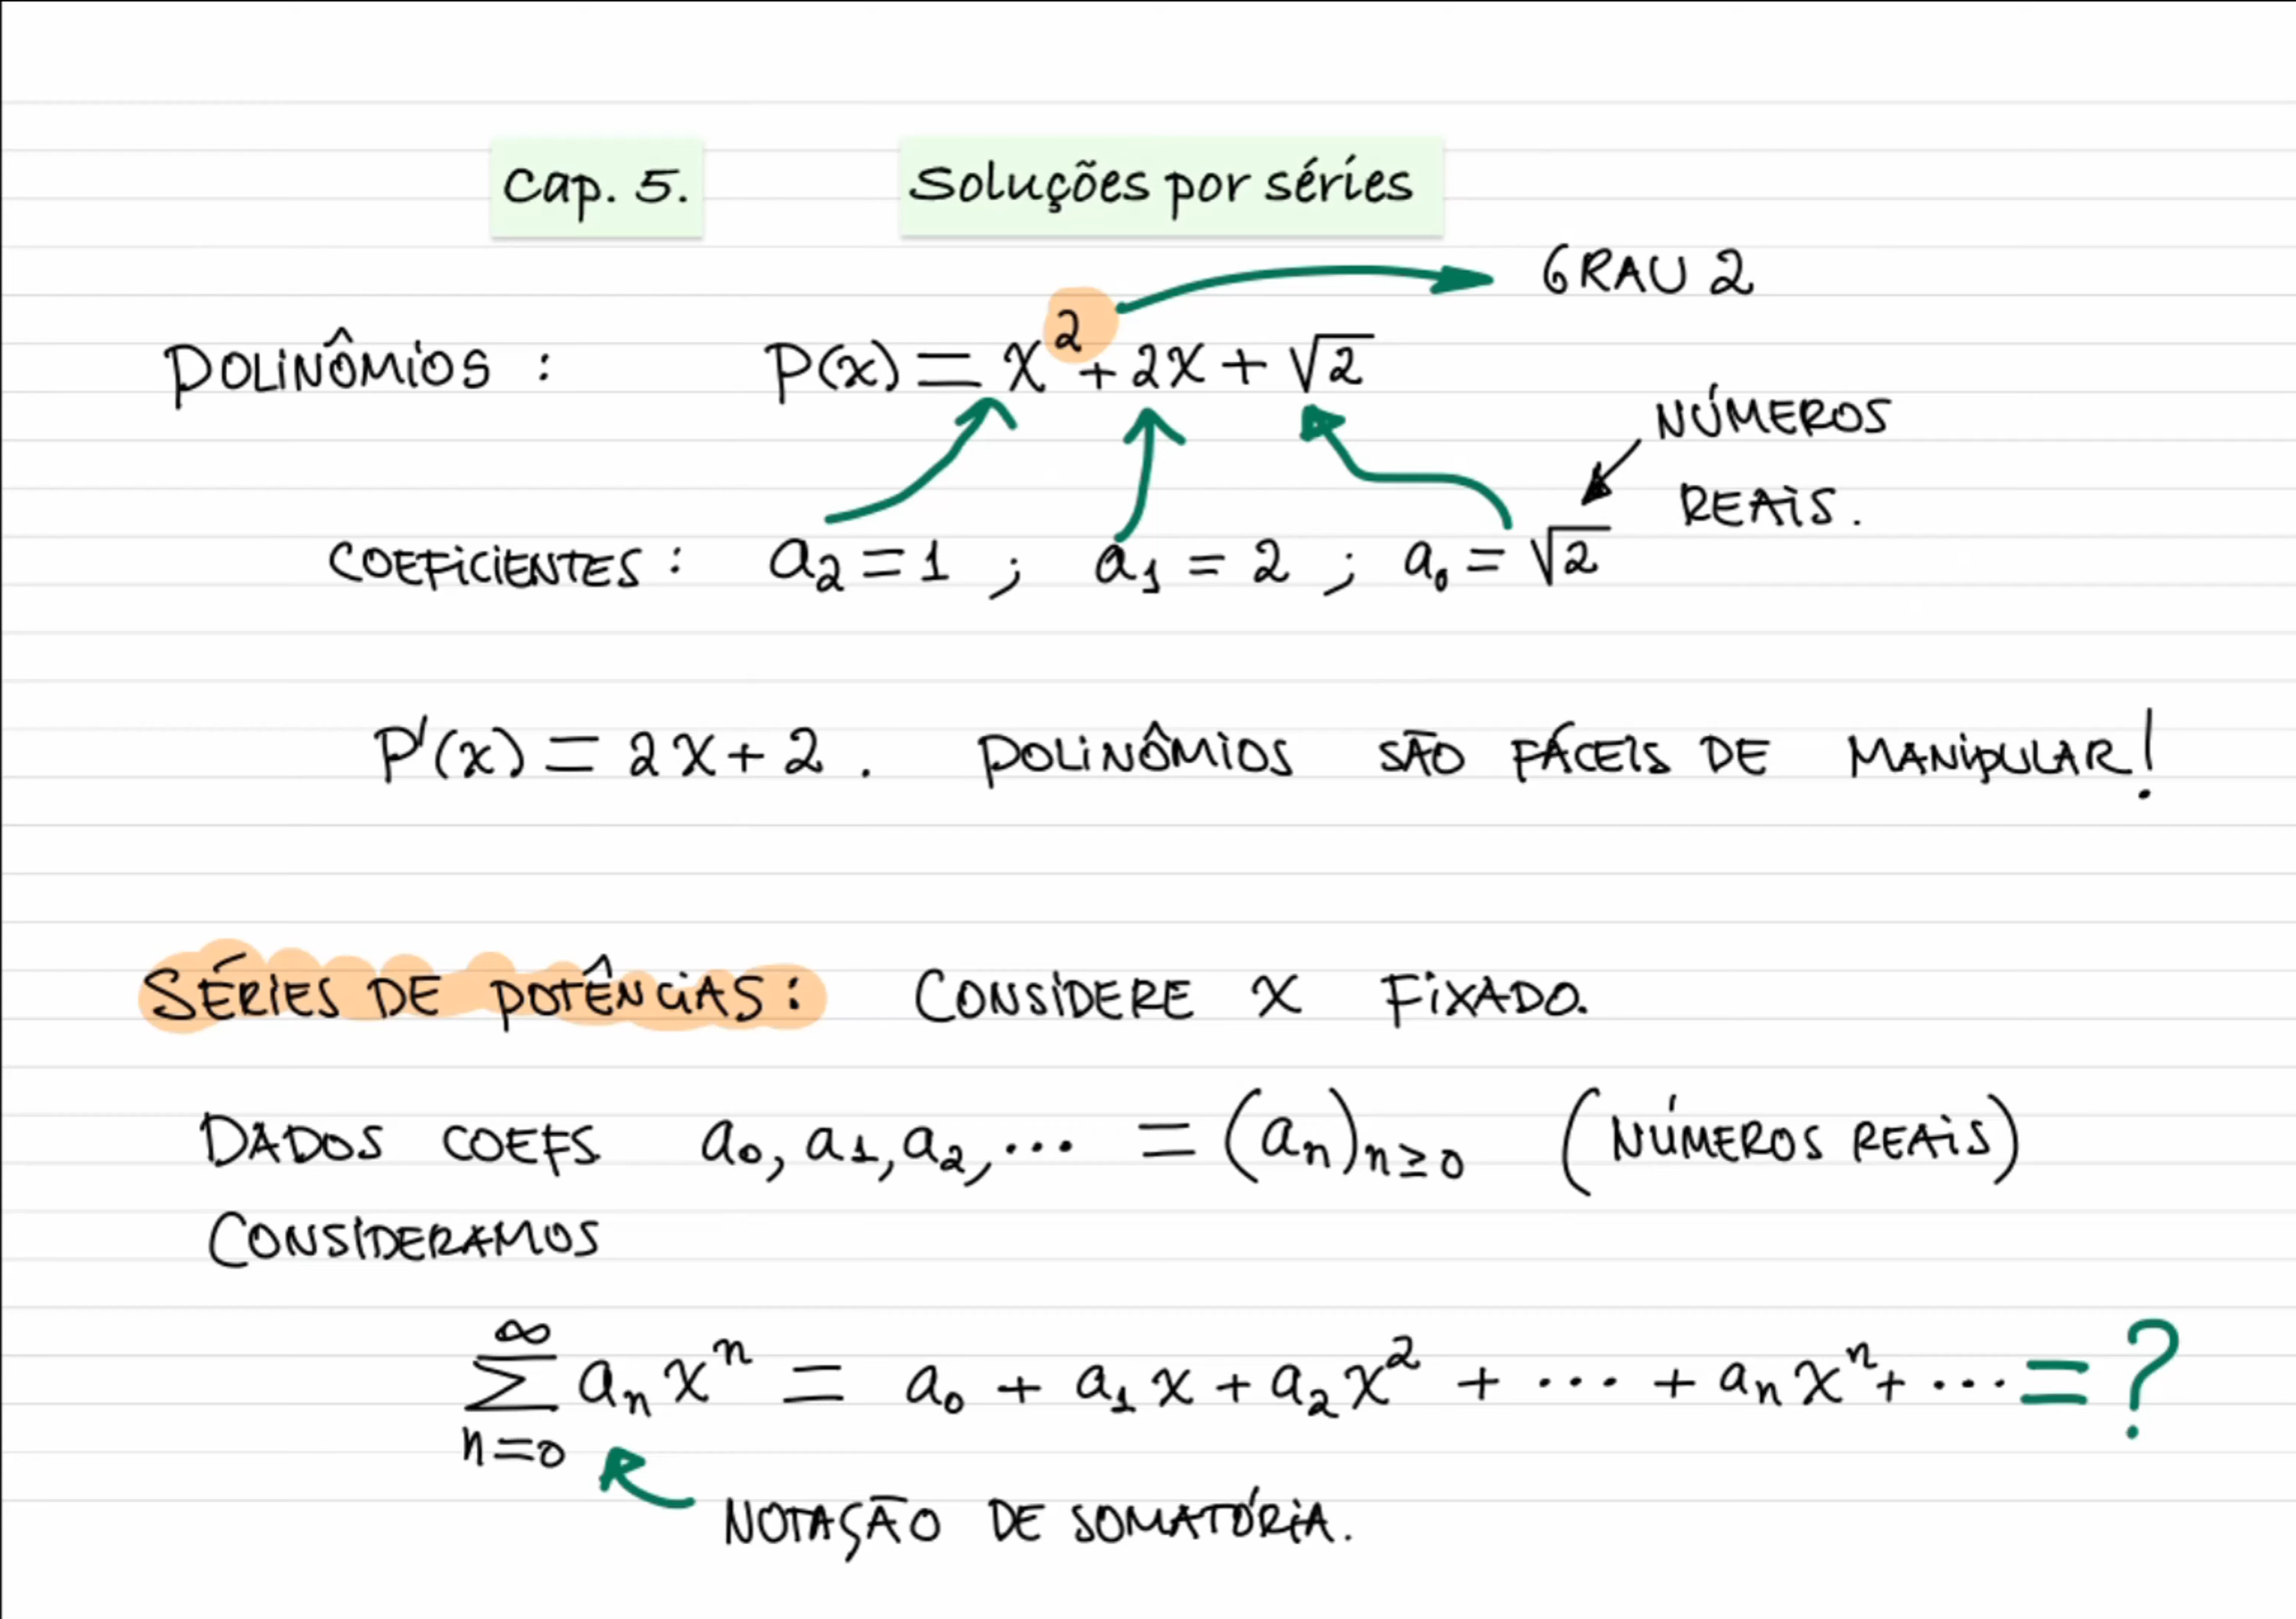 Cap. 5. Soluções por séries
GRAU 2
POLINÔMIOS : P(x) = x² + 2x + √2
NÚMEROS
REAIS.
COEFICIENTES : a₂ = 1 ; a₁ = 2 ; a₀ = √2
P'(x) = 2x + 2 . POLINÔMIOS SÃO FÁCEIS DE MANIPULAR!
SÉRIES DE POTÊNCIAS: CONSIDERE X FIXADO.
DADOS COEFS a₀, a₁, a₂, ... = (aₙ)ₙ≥₀ (NÚMEROS REAIS)
CONSIDERAMOS
∞
∑ aₙxⁿ = a₀ + a₁x + a₂x² + ... + aₙxⁿ + ... = ?
n=0
NOTAÇÃO DE SOMATÓRIA.